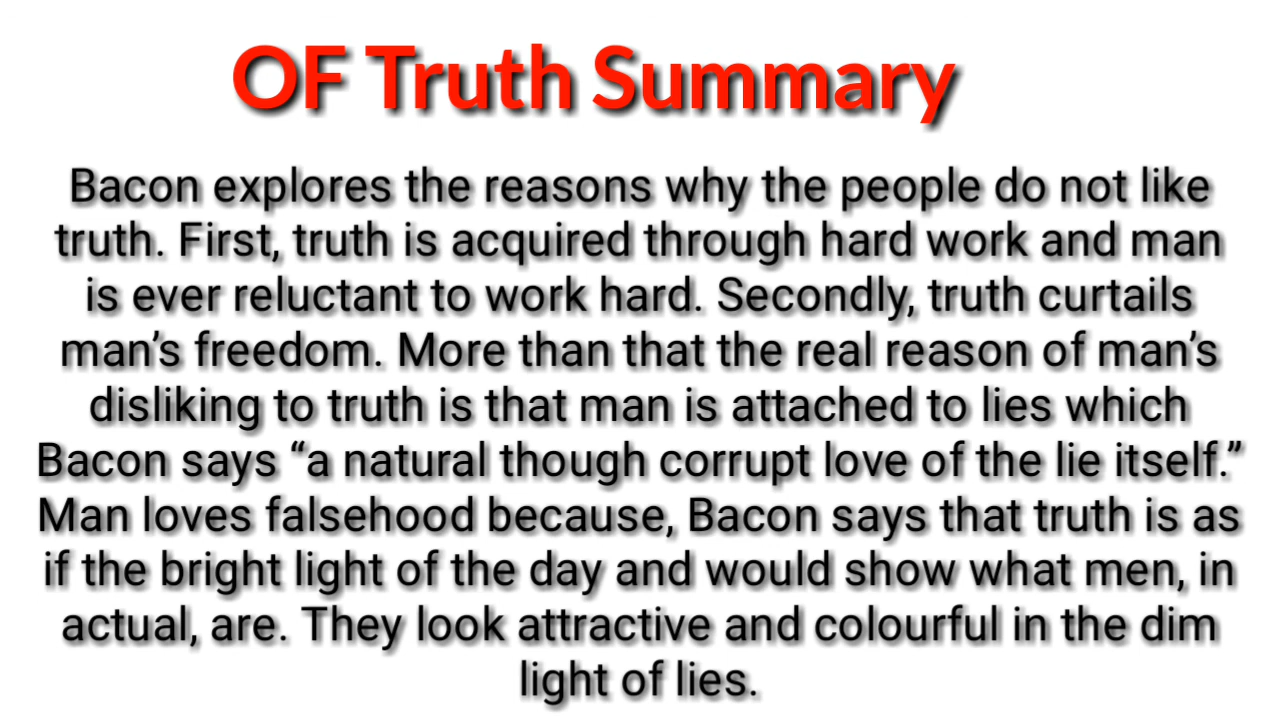 OF Truth Summary
Bacon explores the reasons why the people do not like
truth. First, truth is acquired through hard work and man
is ever reluctant to work hard. Secondly, truth curtails
man’s freedom. More than that the real reason of man’s
disliking to truth is that man is attached to lies which
Bacon says “a natural though corrupt love of the lie itself.”
Man loves falsehood because, Bacon says that truth is as
if the bright light of the day and would show what men, in
actual, are. They look attractive and colourful in the dim
light of lies.